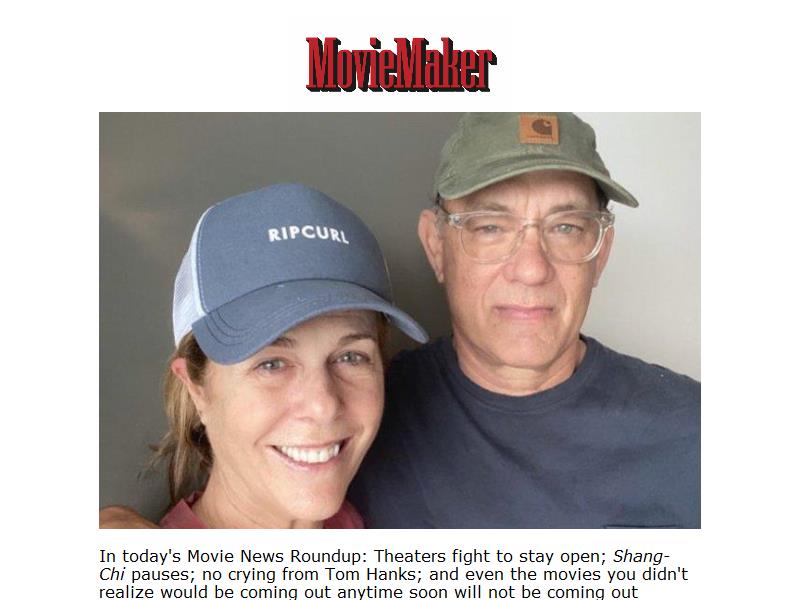 MovieMaker
RIPCURL
In today's Movie News Roundup: Theaters fight to stay open; Shang-
Chi pauses; no crying from Tom Hanks; and even the movies you didn't
realize would be coming out anytime soon will not be coming out